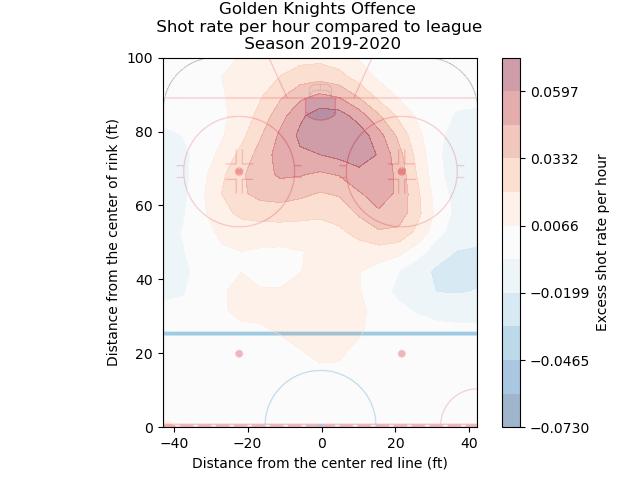 Golden Knights Offence
Shot rate per hour compared to league
Season 2019-2020
100
80
60
40
20
0
Distance from the center of rink (ft)
−40
−20
0
20
40
Distance from the center red line (ft)
0.0597
0.0332
0.0066
−0.0199
−0.0465
−0.0730
Excess shot rate per hour